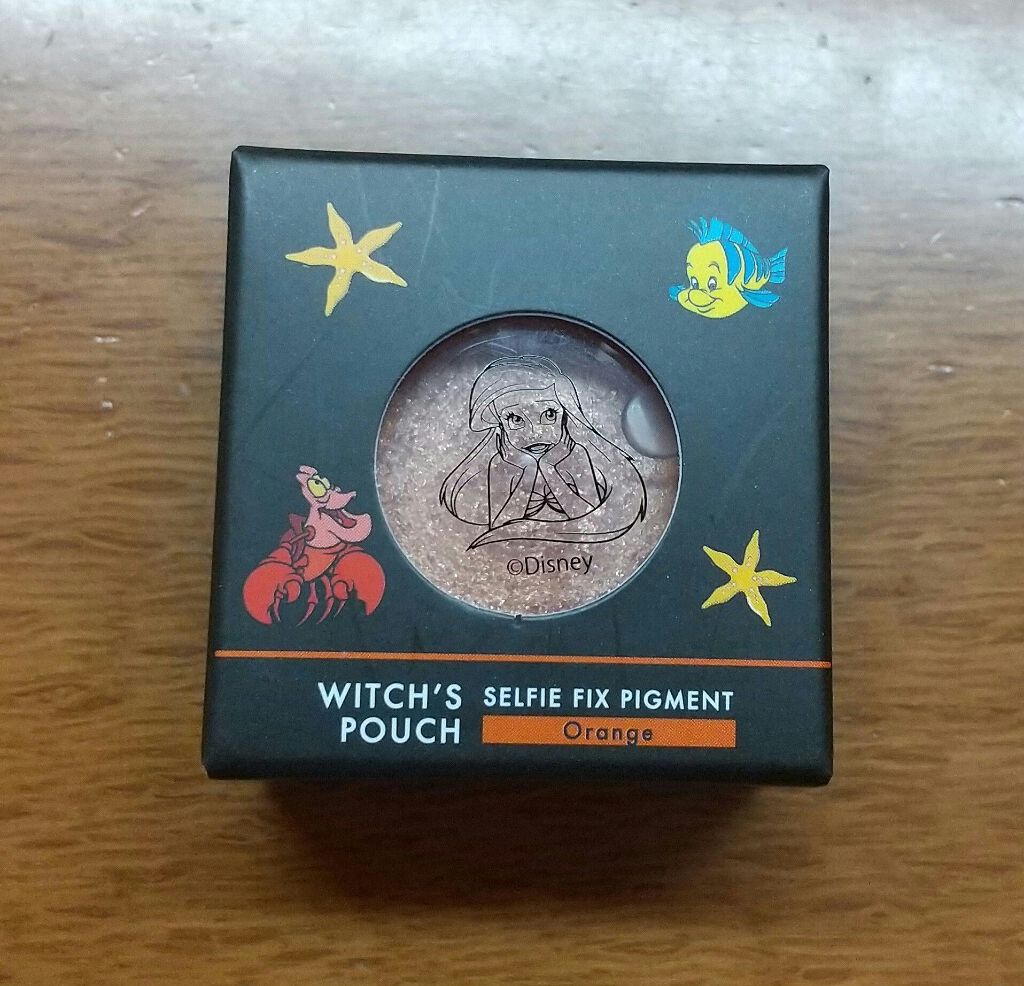 ©Disney
WITCH'S
POUCH
SELFIE FIX PIGMENT
Orange